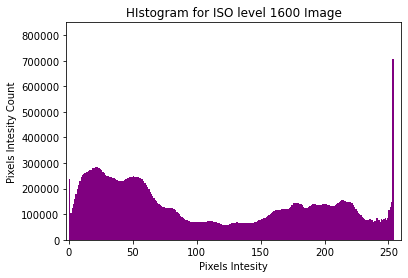 HIstogram for ISO level 1600 Image
800000
700000
600000
500000
400000
300000
200000
100000
0
Pixels Intesity Count
0 50 100 150 200 250
Pixels Intesity